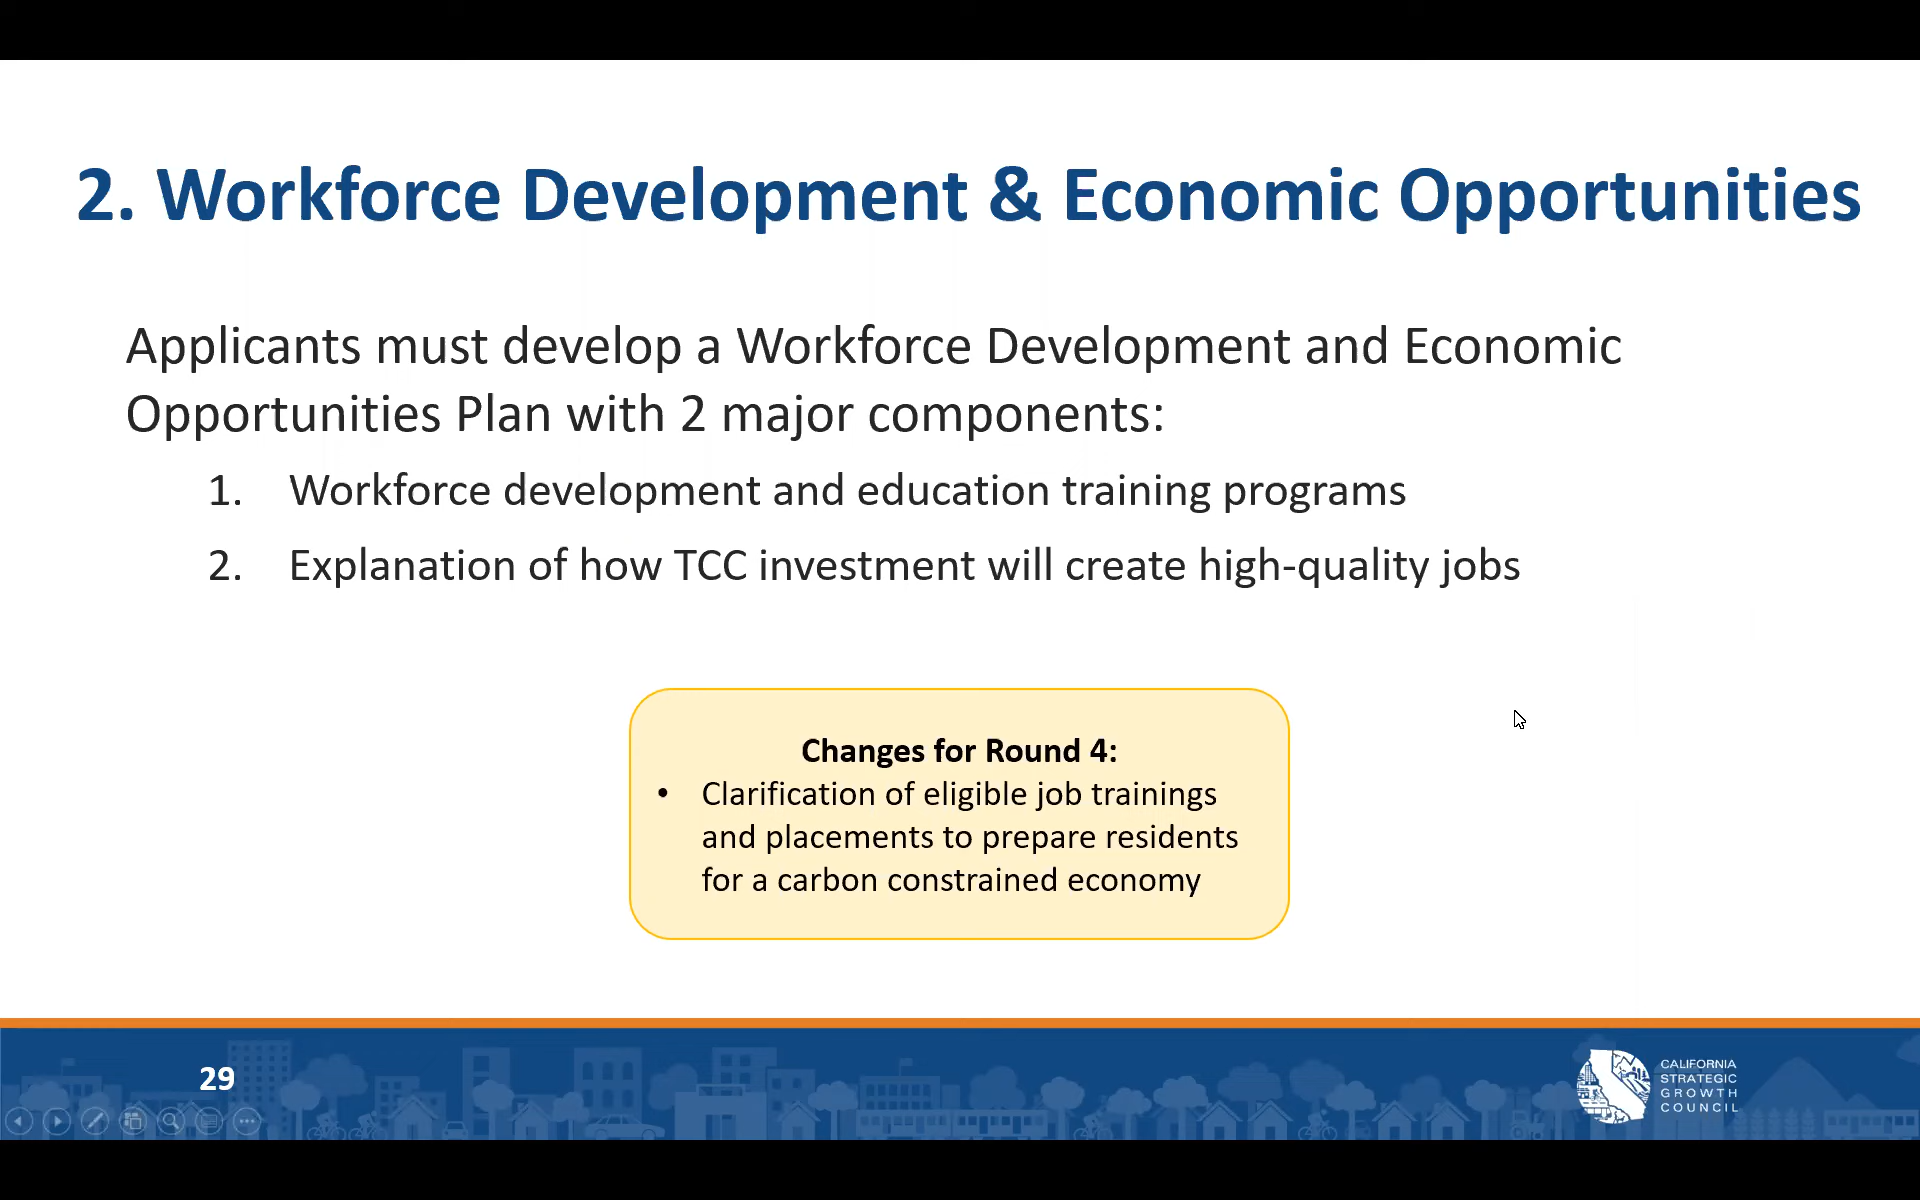 2. Workforce Development & Economic Opportunities
Applicants must develop a Workforce Development and Economic
Opportunities Plan with 2 major components:
1. Workforce development and education training programs
2. Explanation of how TCC investment will create high-quality jobs
Changes for Round 4:
• Clarification of eligible job trainings
and placements to prepare residents
for a carbon constrained economy
29
CALIFORNIA
STRATEGIC
GROWTH
COUNCIL